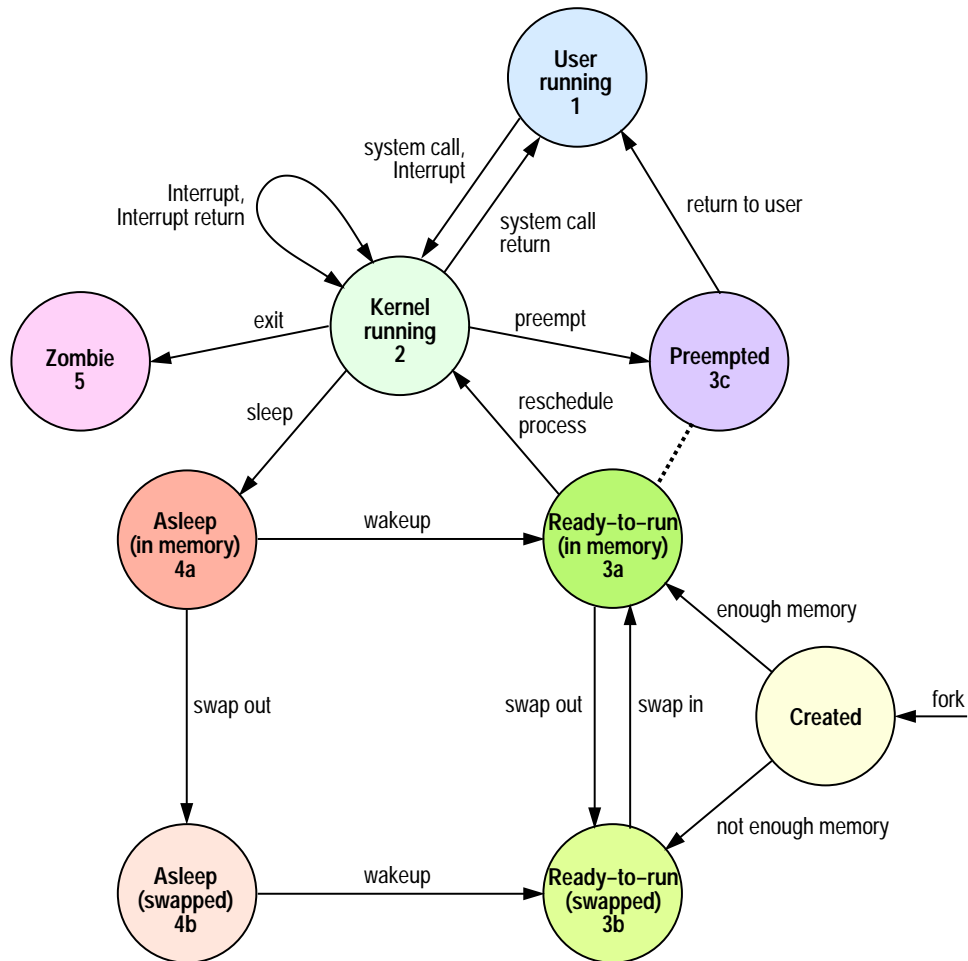 User
running
1
system call,
Interrupt
Interrupt,
Interrupt return
system call
return
return to user
Kernel
running
2
exit
preempt
Zombie
5
Preempted
3c
sleep
reschedule
process
Asleep
(in memory)
4a
wakeup
Ready–to–run
(in memory)
3a
enough memory
swap out
swap out
swap in
Created
fork
not enough memory
Asleep
(swapped)
4b
wakeup
Ready–to–run
(swapped)
3b